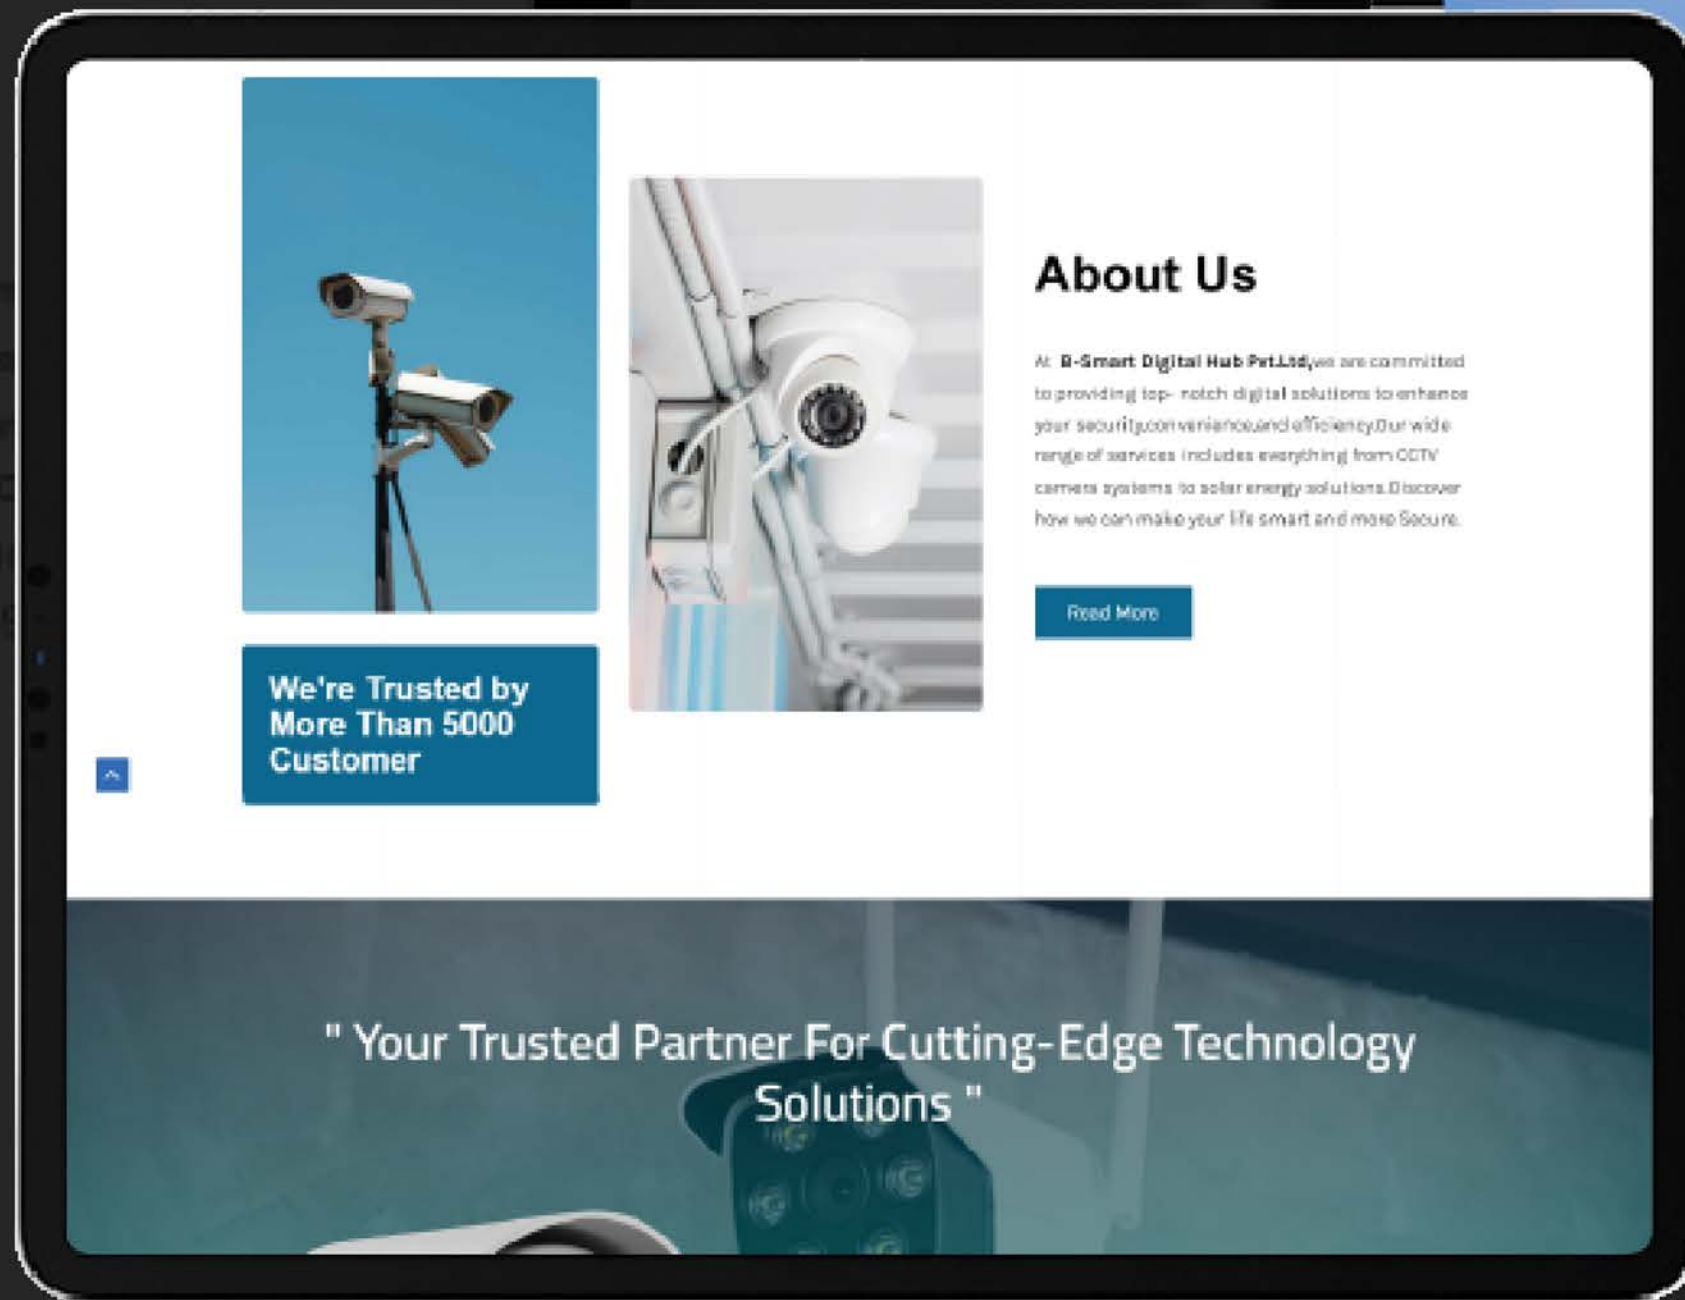 We're Trusted by
More Than 5000
Customer
About Us
At B-Smart Digital Hub Pvt.Ltd,we are committed
to providing top- notch digital solutions to enhance
your security,convenience,and efficiency.Our wide
range of services includes everything from CCTV
camera systems to solar energy solutions.Discover
how we can make your life smart and more Secure.
Read More
" Your Trusted Partner For Cutting-Edge Technology
Solutions "